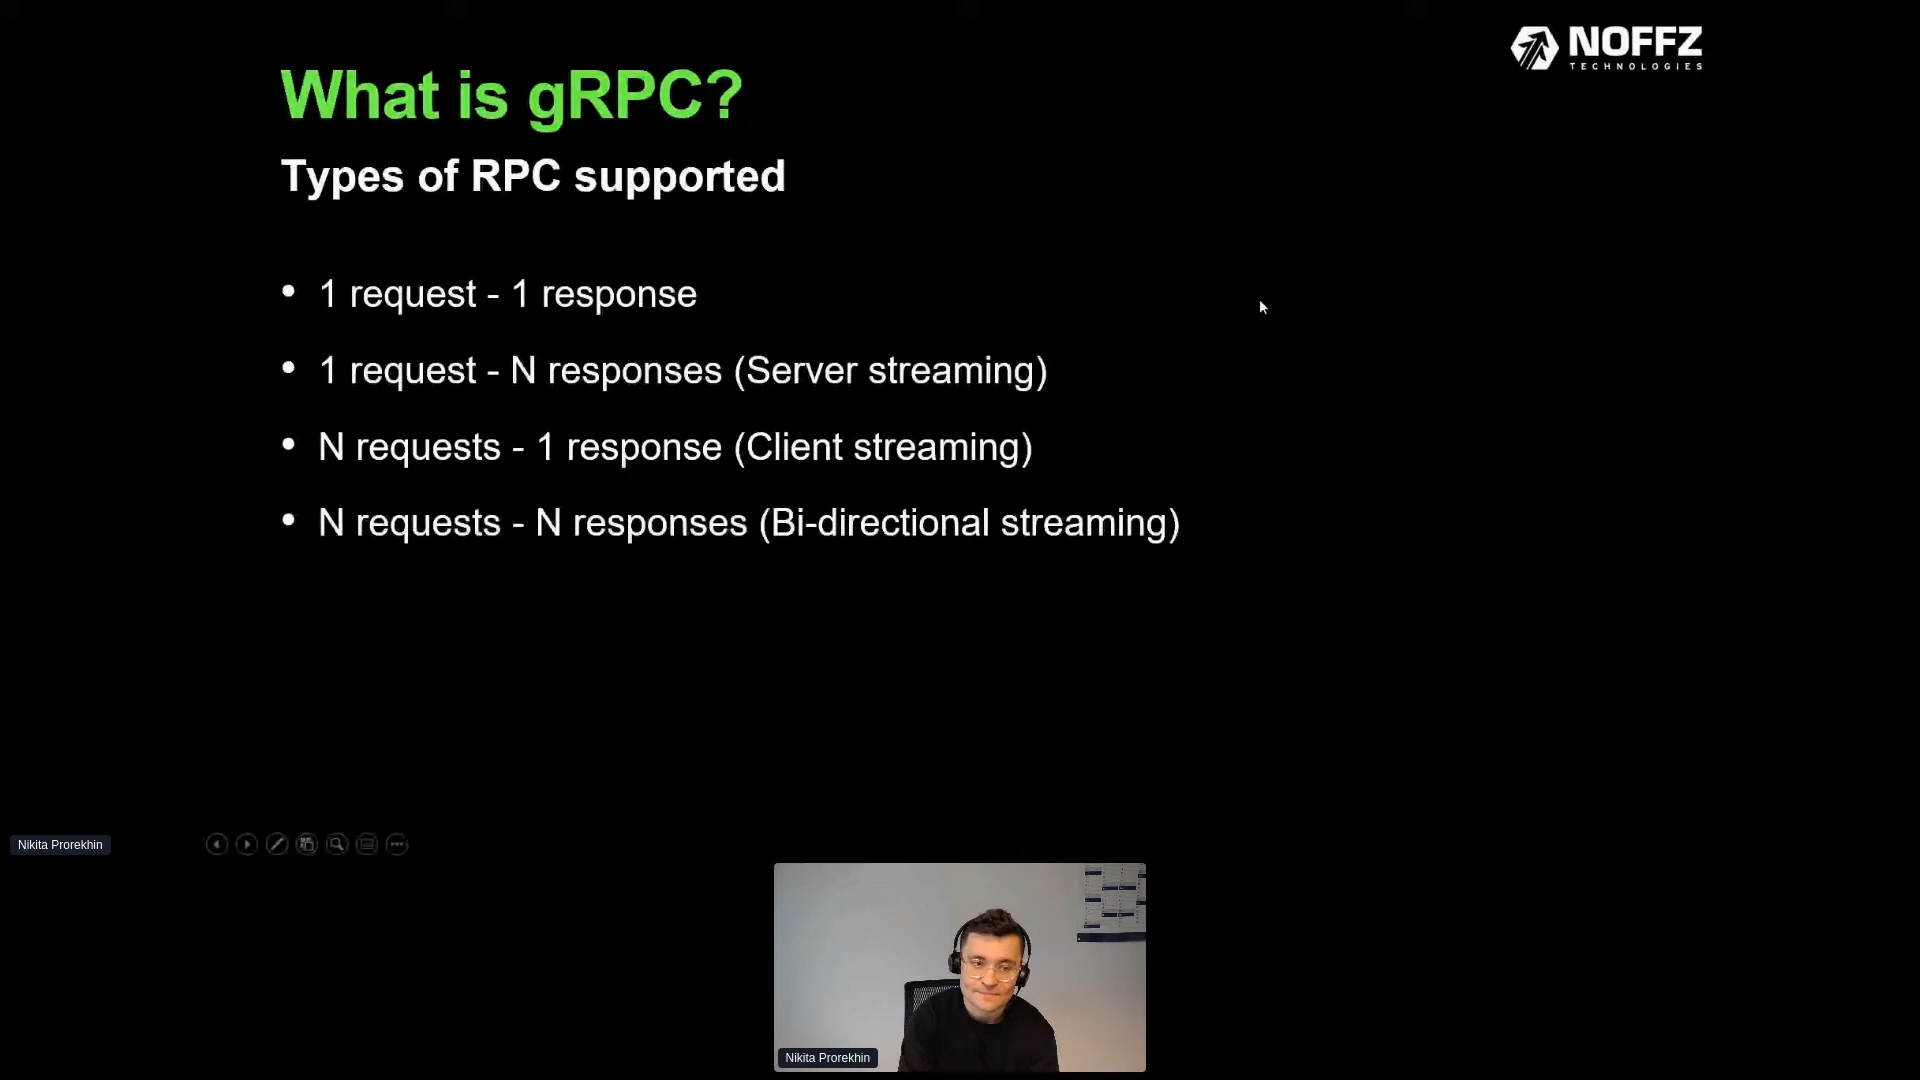 NOFFZ
TECHNOLOGIES
What is gRPC?
Types of RPC supported
• 1 request - 1 response
• 1 request - N responses (Server streaming)
• N requests - 1 response (Client streaming)
• N requests - N responses (Bi-directional streaming)
Nikita Prorekhin
Nikita Prorekhin